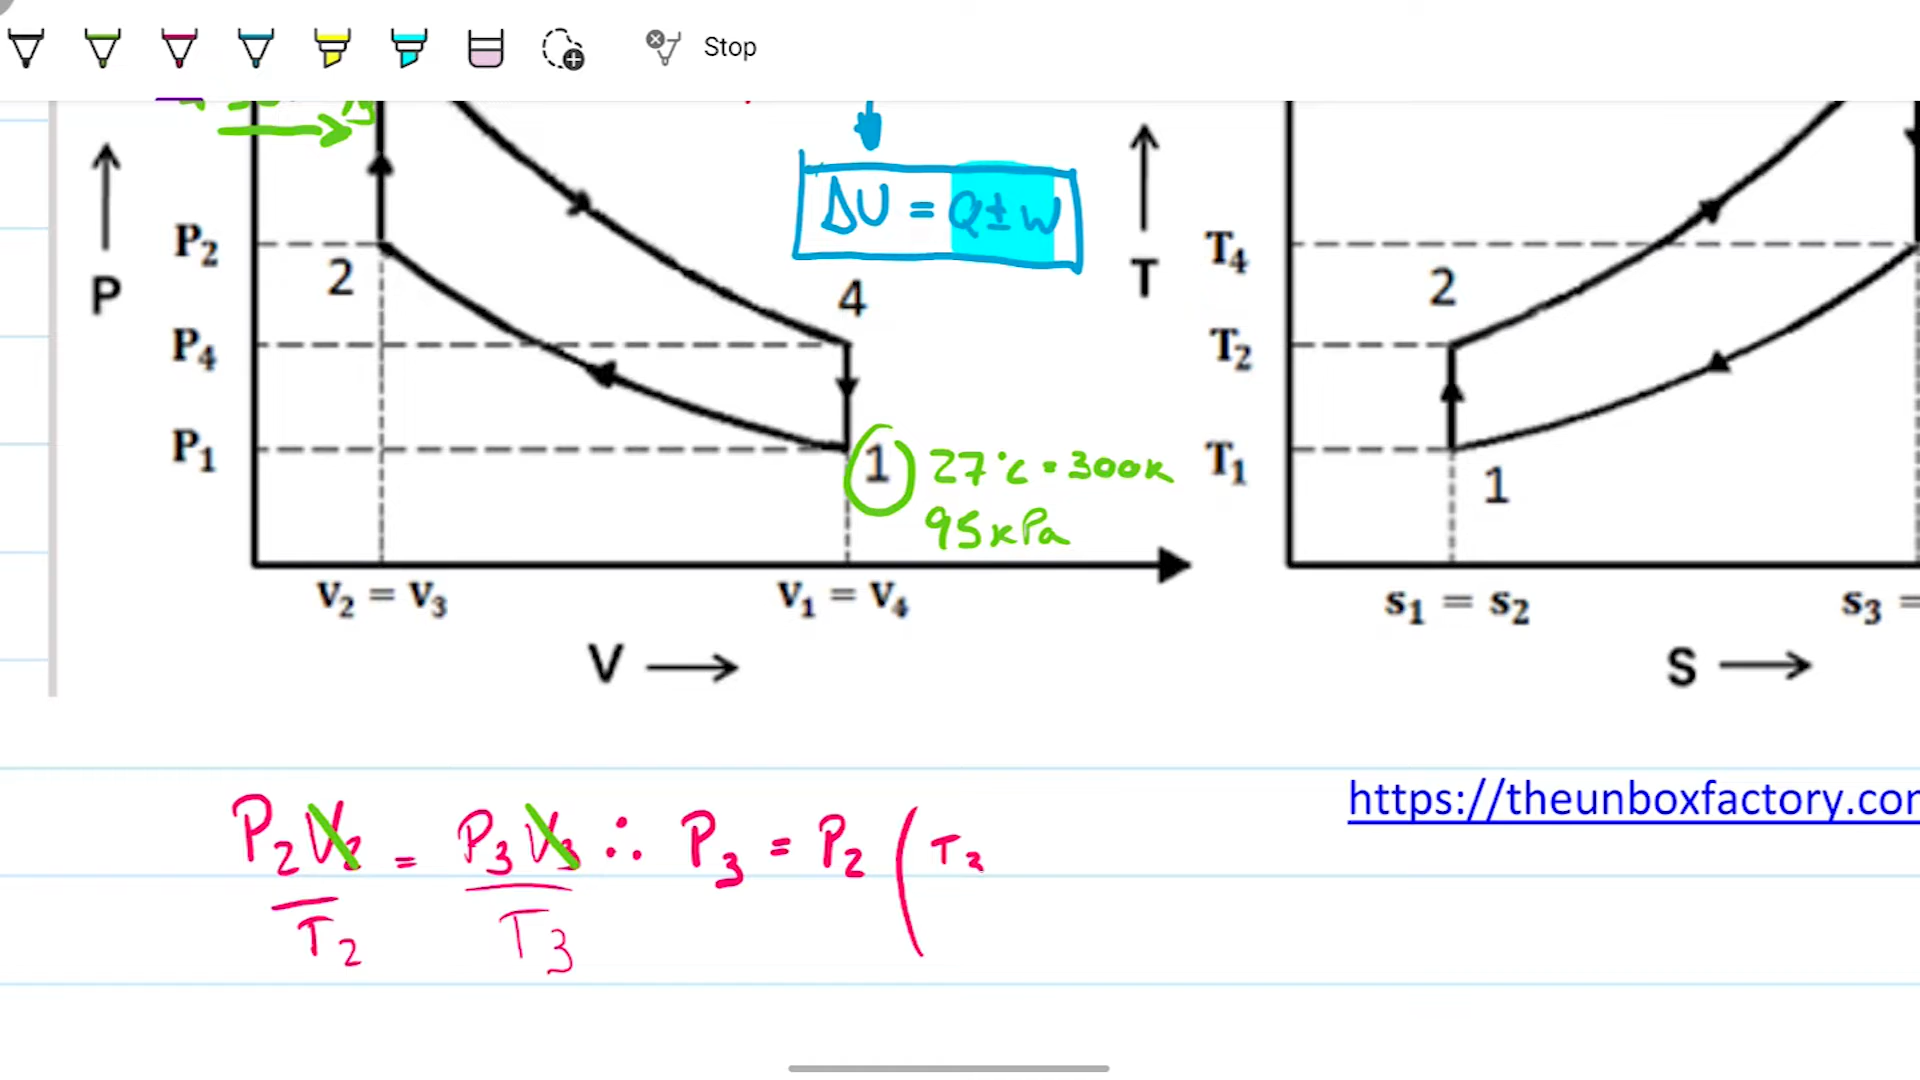 Stop
ΔU = Q ± W
P
P₂
P₄
P₁
2
4
1
27°C = 300K
95kPa
V₂ = V₃
V₁ = V₄
V
T
T₄
T₂
T₁
2
1
s₁ = s₂
s₃ =
S
https://theunboxfactory.co
P₂V₂/T₂ = P₃V₃/T₃ ∴ P₃ = P₂ (T₃